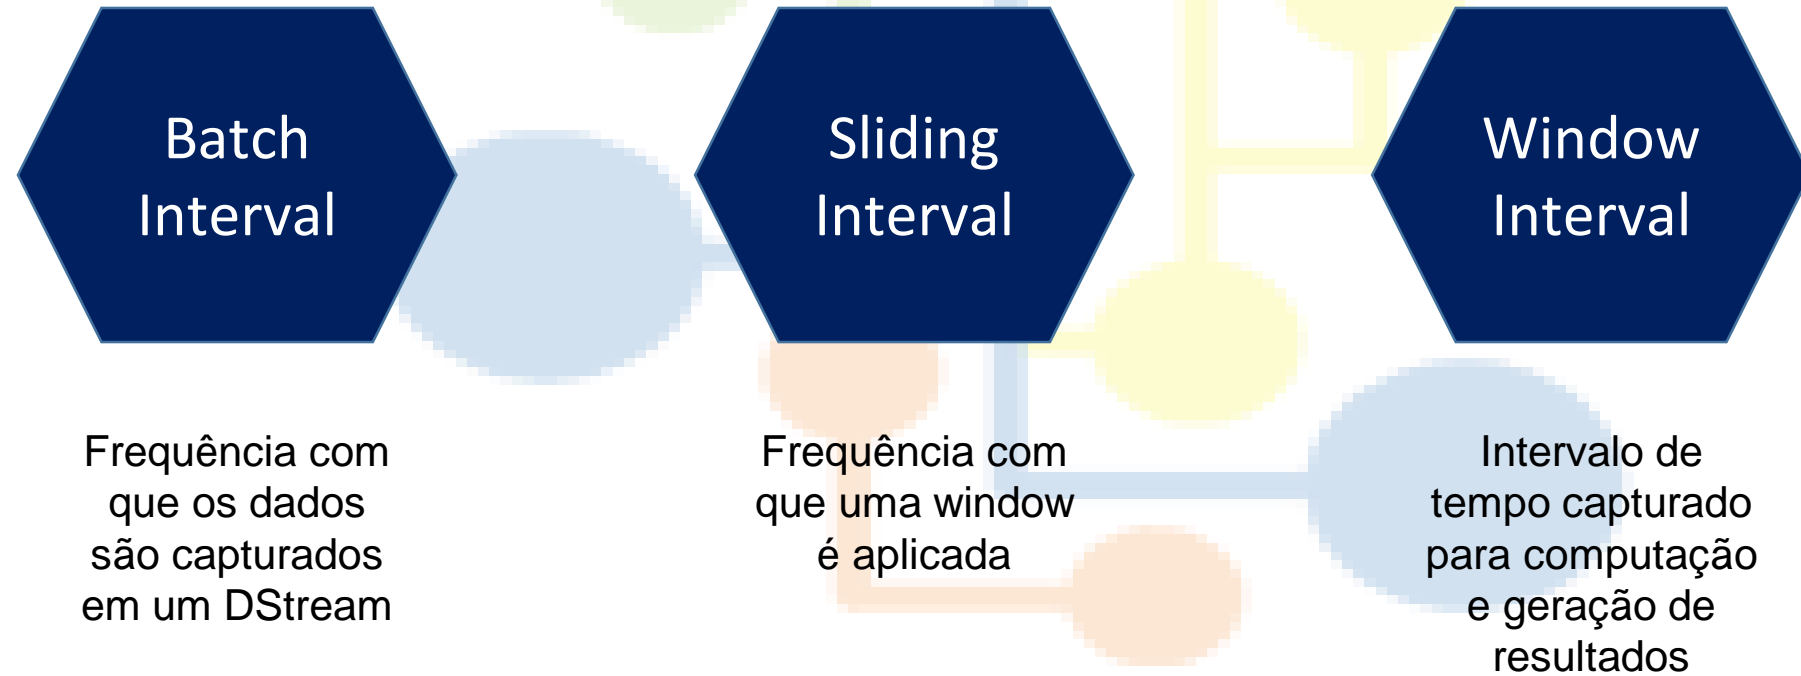 Batch
Interval
Sliding
Interval
Window
Interval
Frequência com
que os dados
são capturados
em um DStream
Frequência com
que uma window
é aplicada
Intervalo de
tempo capturado
para computação
e geração de
resultados